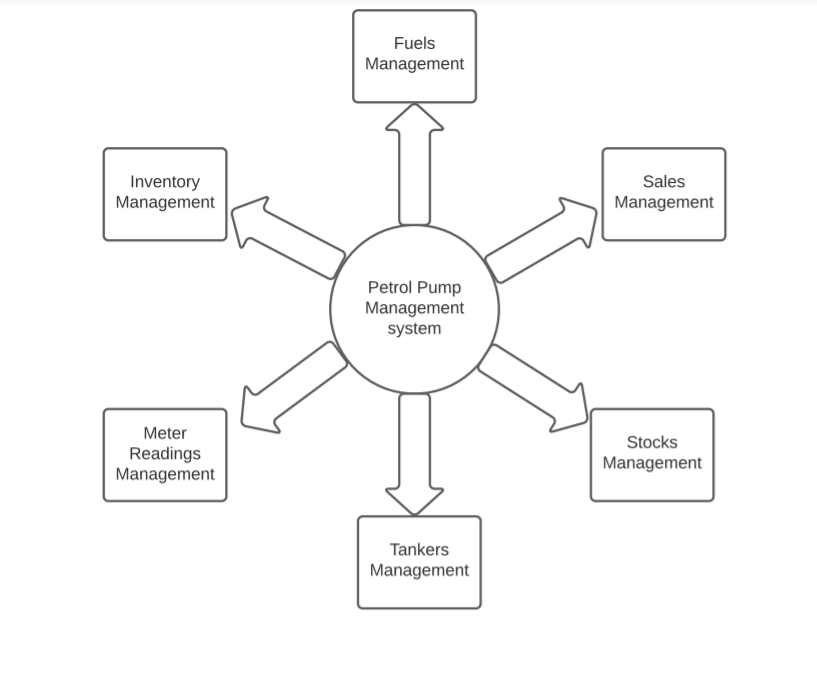 Fuels
Management
Inventory
Management
Sales
Management
Petrol Pump
Management
system
Meter
Readings
Management
Stocks
Management
Tankers
Management